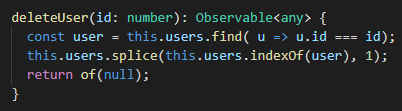 deleteUser(id: number): Observable<any> {
  const user = this.users.find( u => u.id === id);
  this.users.splice(this.users.indexOf(user), 1);
  return of(null);
}